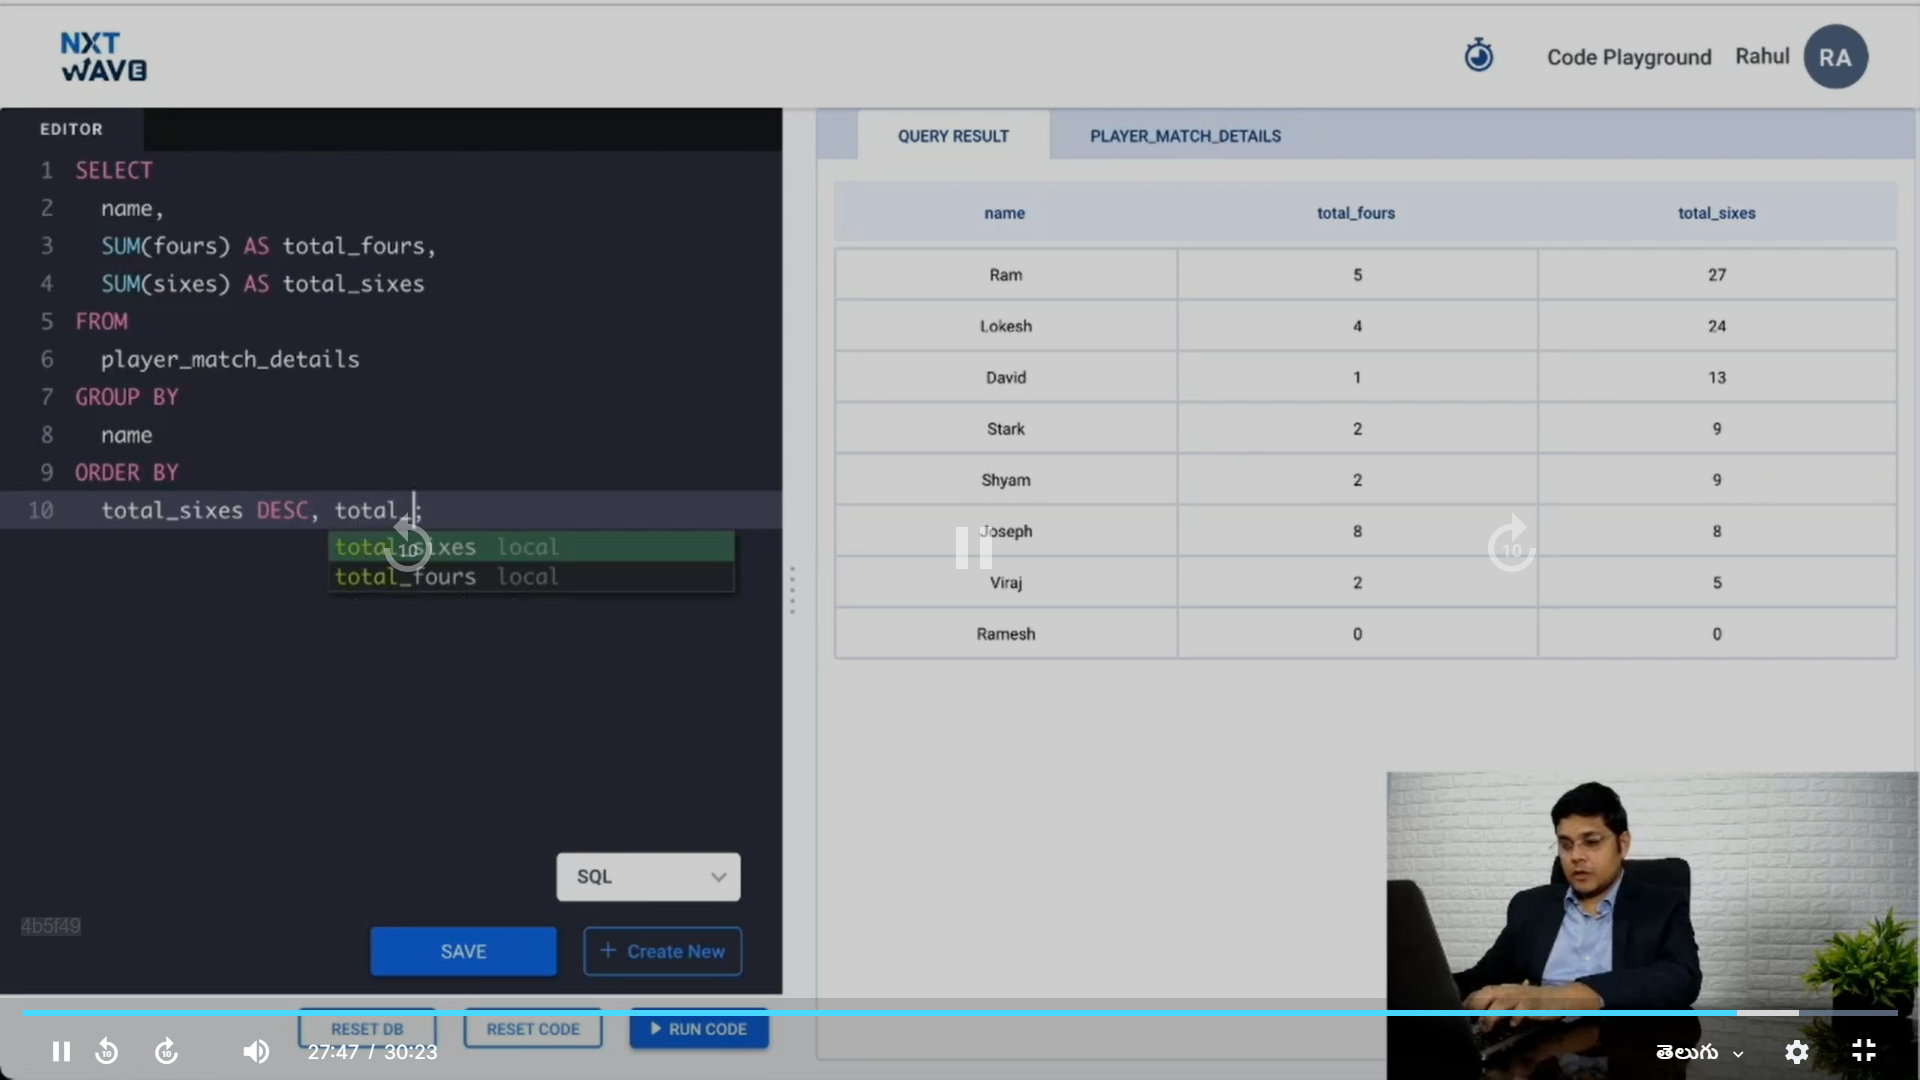 NXT
WAVE
Code Playground
Rahul
RA
EDITOR
1 SELECT
2 name,
3 SUM(fours) AS total_fours,
4 SUM(sixes) AS total_sixes
5 FROM
6 player_match_details
7 GROUP BY
8 name
9 ORDER BY
10 total_sixes DESC, total_;
total_sixes local
total_fours local
10
SQL
4b5f49
SAVE
+ Create New
RESET DB
RESET CODE
RUN CODE
QUERY RESULT
PLAYER_MATCH_DETAILS
name total_fours total_sixes
Ram 5 27
Lokesh 4 24
David 1 13
Stark 2 9
Shyam 2 9
Joseph 8 8
Viraj 2 5
Ramesh 0 0
10
10
10
27:47 / 30:23
తెలుగు